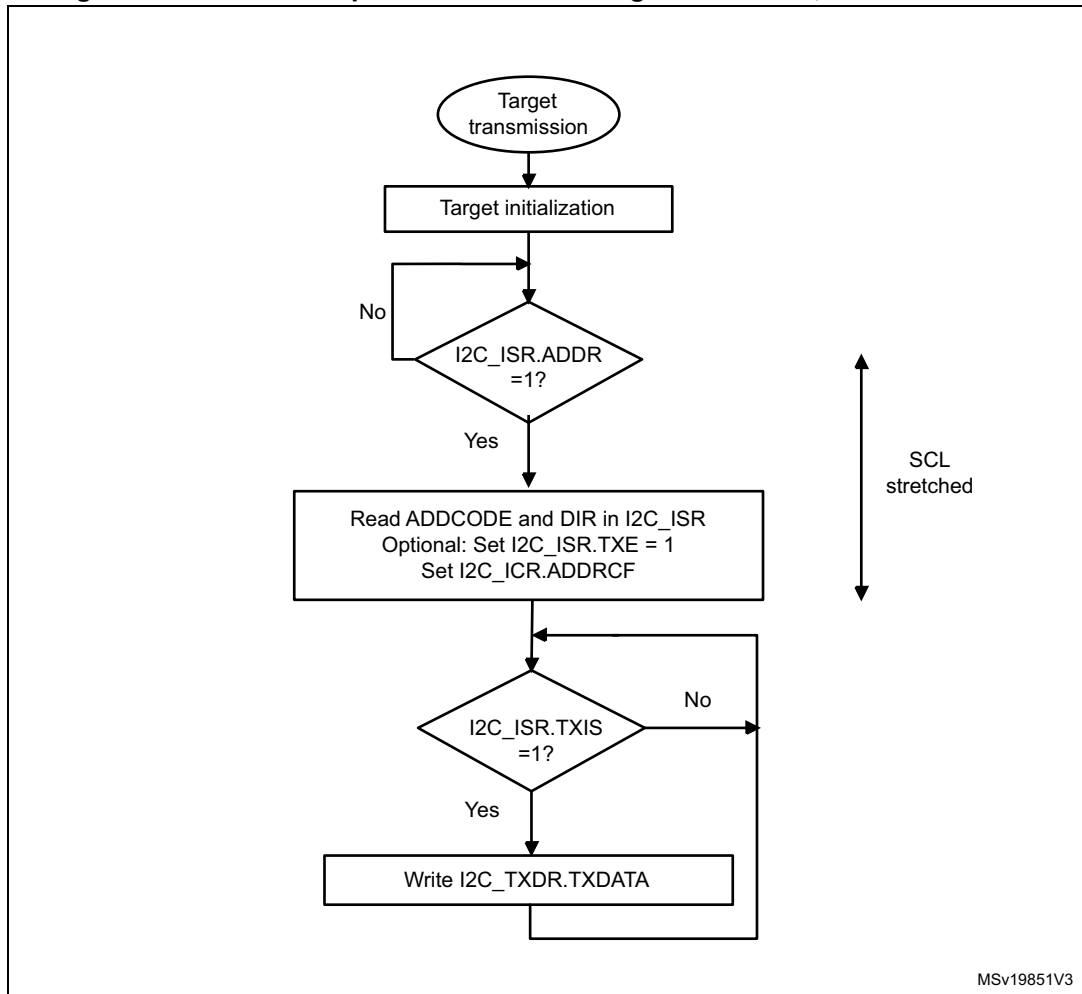 Target
transmission
Target initialization
No
I2C_ISR.ADDR
=1?
Yes
SCL
stretched
Read ADDCODE and DIR in I2C_ISR
Optional: Set I2C_ISR.TXE = 1
Set I2C_ICR.ADDRCF
No
I2C_ISR.TXIS
=1?
Yes
Write I2C_TXDR.TXDATA
MSv19851V3